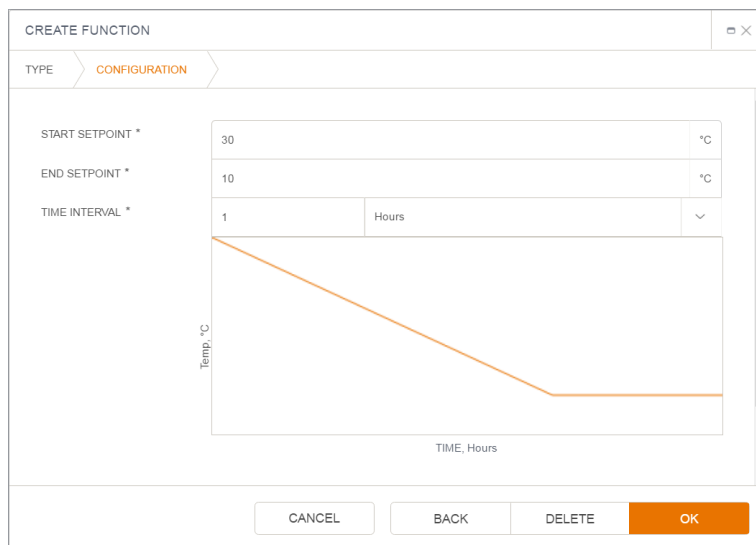 CREATE FUNCTION
TYPE CONFIGURATION
START SETPOINT * 30 °C
END SETPOINT * 10 °C
TIME INTERVAL * 1 Hours
Temp, °C
TIME, Hours
CANCEL BACK DELETE OK